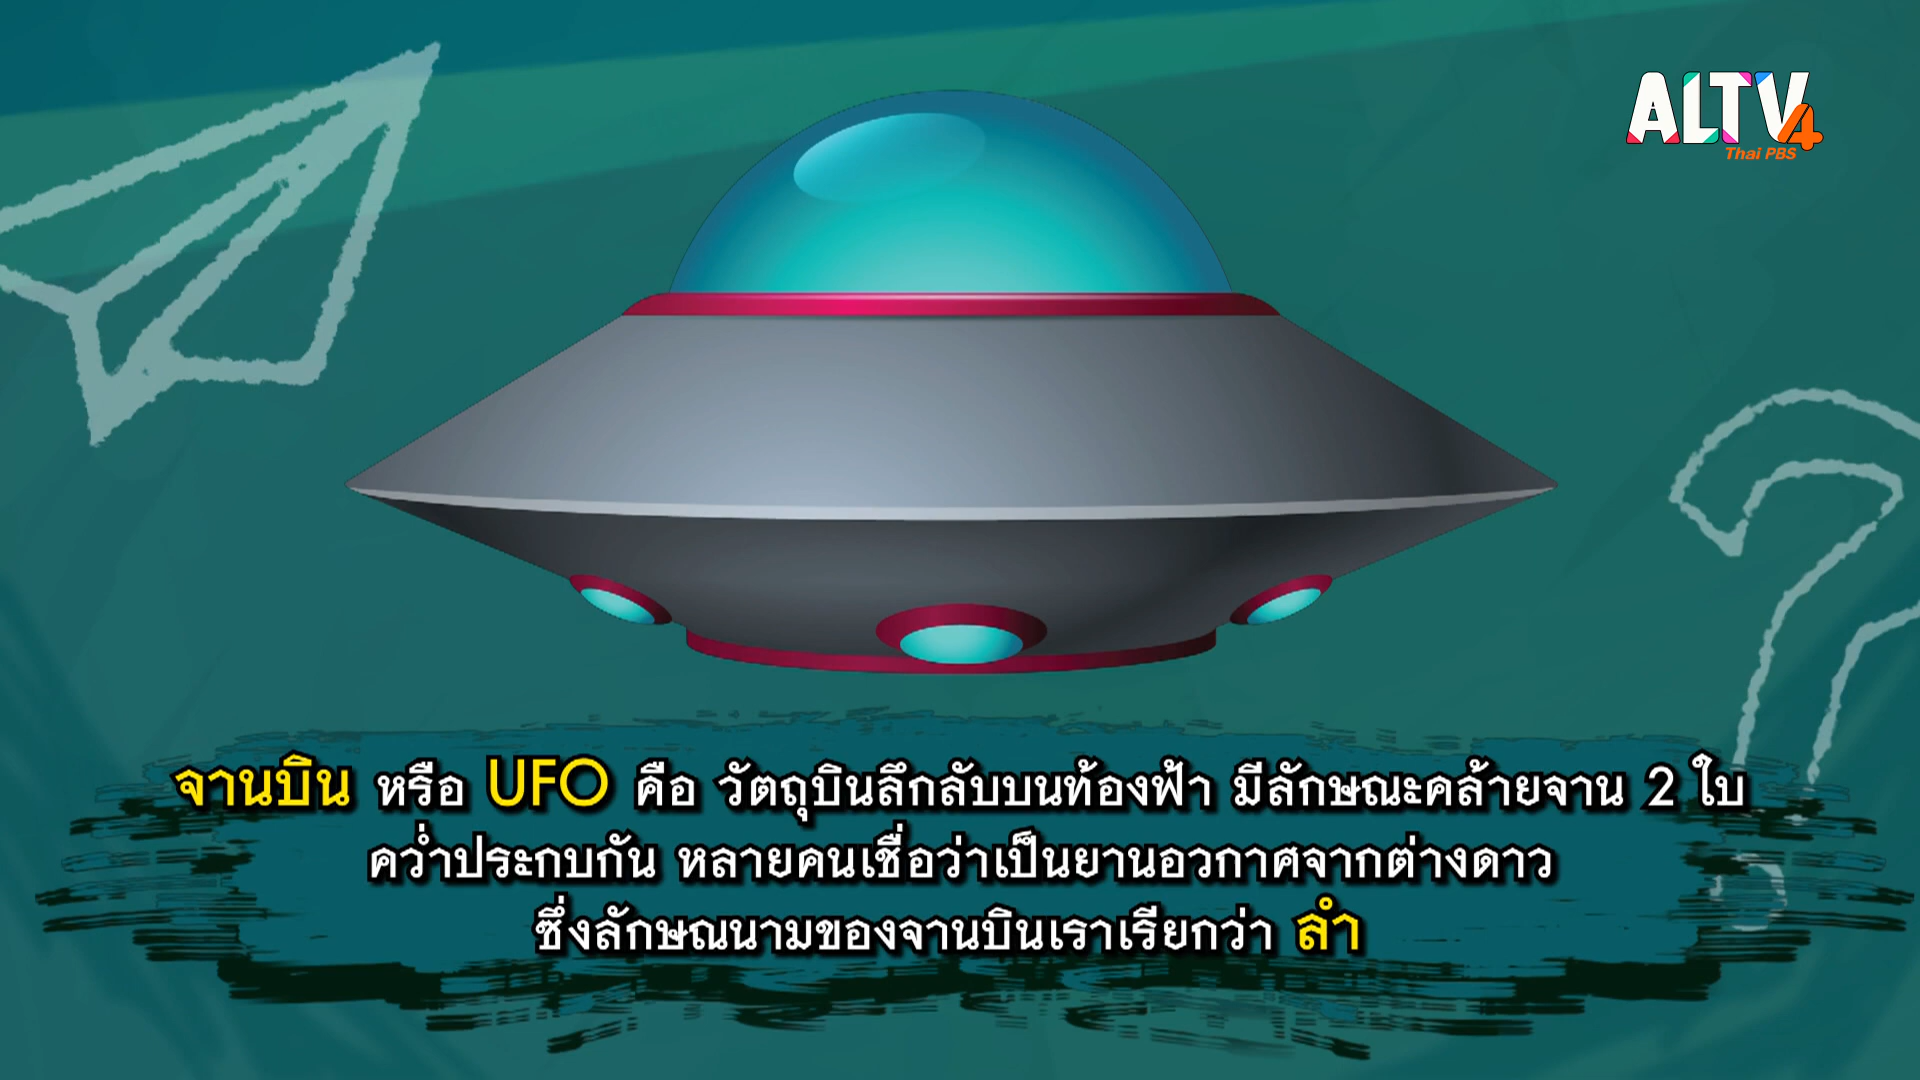 ALTV4
Thai PBS
จานบิน หรือ UFO คือ วัตถุบินลึกลับบนท้องฟ้า มีลักษณะคล้ายจาน 2 ใบ
คว่ำประกบกัน หลายคนเชื่อว่าเป็นยานอวกาศจากต่างดาว
ซึ่งลักษณนามของจานบินเราเรียกว่า ลำ